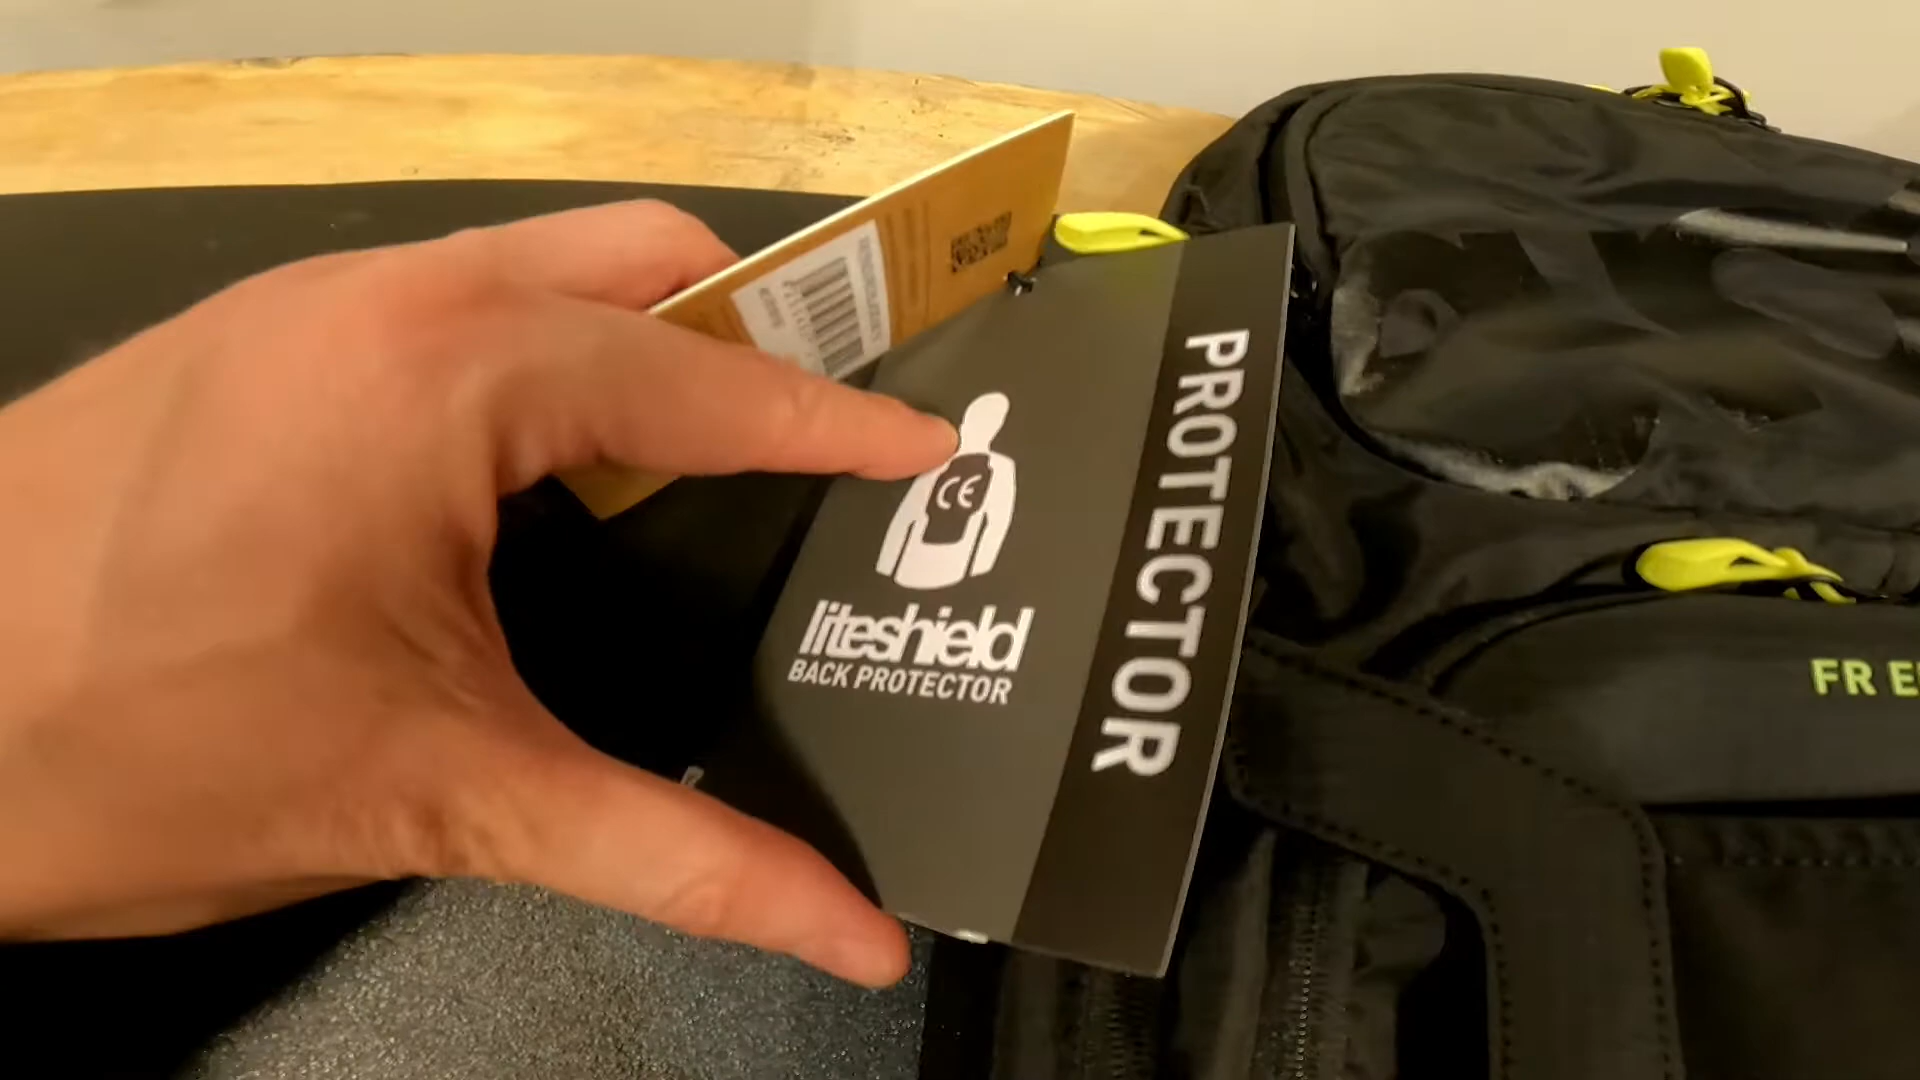 CE
liteshield
BACK PROTECTOR
PROTECTOR
FR